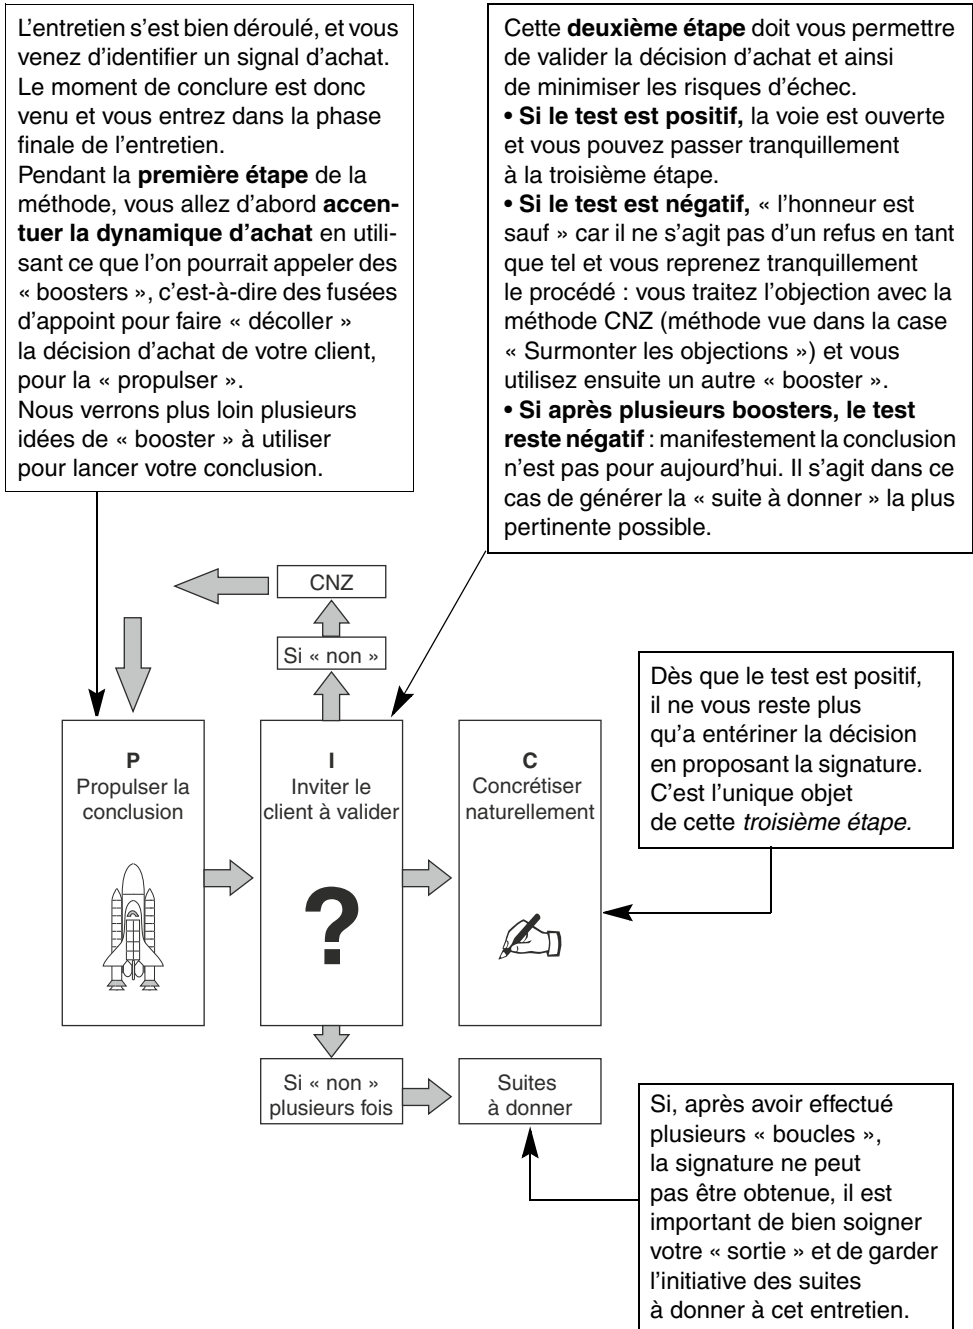 L’entretien s’est bien déroulé, et vous
venez d’identifier un signal d’achat.
Le moment de conclure est donc
venu et vous entrez dans la phase
finale de l’entretien.
Pendant la première étape de la
méthode, vous allez d’abord accen-
tuer la dynamique d’achat en utili-
sant ce que l’on pourrait appeler des
« boosters », c’est-à-dire des fusées
d’appoint pour faire « décoller »
la décision d’achat de votre client,
pour la « propulser ».
Nous verrons plus loin plusieurs
idées de « booster » à utiliser
pour lancer votre conclusion.
Cette deuxième étape doit vous permettre
de valider la décision d’achat et ainsi
de minimiser les risques d’échec.
• Si le test est positif, la voie est ouverte
et vous pouvez passer tranquillement
à la troisième étape.
• Si le test est négatif, « l’honneur est
sauf » car il ne s’agit pas d’un refus en tant
que tel et vous reprenez tranquillement
le procédé : vous traitez l’objection avec la
méthode CNZ (méthode vue dans la case
« Surmonter les objections ») et vous
utilisez ensuite un autre « booster ».
• Si après plusieurs boosters, le test
reste négatif : manifestement la conclusion
n’est pas pour aujourd’hui. Il s’agit dans ce
cas de générer la « suite à donner » la plus
pertinente possible.
CNZ
Si « non »
P
Propulser la
conclusion
I
Inviter le
client à valider
?
C
Concrétiser
naturellement
Dès que le test est positif,
il ne vous reste plus
qu’a entériner la décision
en proposant la signature.
C’est l’unique objet
de cette troisième étape.
Si « non »
plusieurs fois
Suites
à donner
Si, après avoir effectué
plusieurs « boucles »,
la signature ne peut
pas être obtenue, il est
important de bien soigner
votre « sortie » et de garder
l’initiative des suites
à donner à cet entretien.